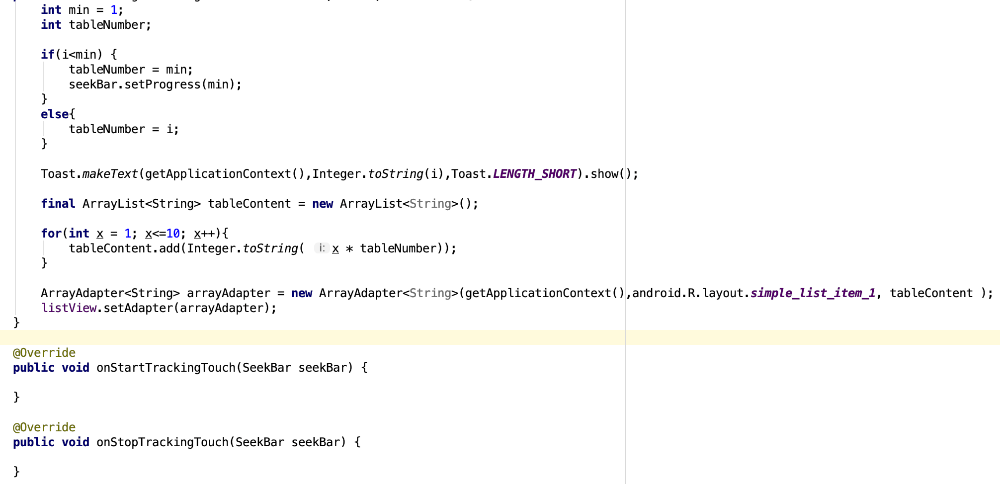 int min = 1;
int tableNumber;
if(i<min) {
tableNumber = min;
seekBar.setProgress(min);
}
else{
tableNumber = i;
}
Toast.makeText(getApplicationContext(),Integer.toString(i),Toast.LENGTH_SHORT).show();
final ArrayList<String> tableContent = new ArrayList<String>();
for(int x = 1; x<=10; x++){
tableContent.add(Integer.toString( i: x * tableNumber));
}
ArrayAdapter<String> arrayAdapter = new ArrayAdapter<String>(getApplicationContext(),android.R.layout.simple_list_item_1, tableContent );
listView.setAdapter(arrayAdapter);
}
@Override
public void onStartTrackingTouch(SeekBar seekBar) {
}
@Override
public void onStopTrackingTouch(SeekBar seekBar) {
}